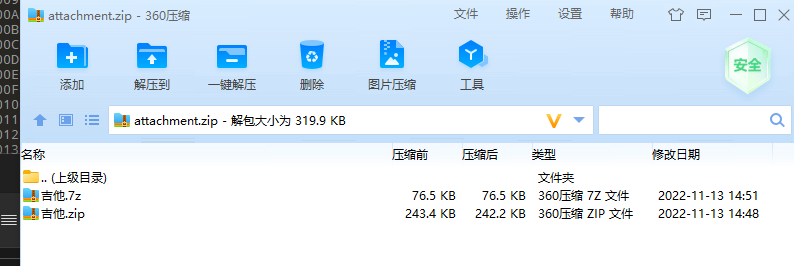 attachment.zip - 360压缩 文件 操作 设置 帮助
添加 解压到 一键解压 删除 图片压缩 工具 安全
attachment.zip - 解包大小为 319.9 KB
名称 压缩前 压缩后 类型 修改日期
.. (上级目录) 文件夹
吉他.7z 76.5 KB 76.5 KB 360压缩 7Z 文件 2022-11-13 14:51
吉他.zip 243.4 KB 242.2 KB 360压缩 ZIP 文件 2022-11-13 14:48
00A
00B
00C
00D
00E
00F
010
011
012
013